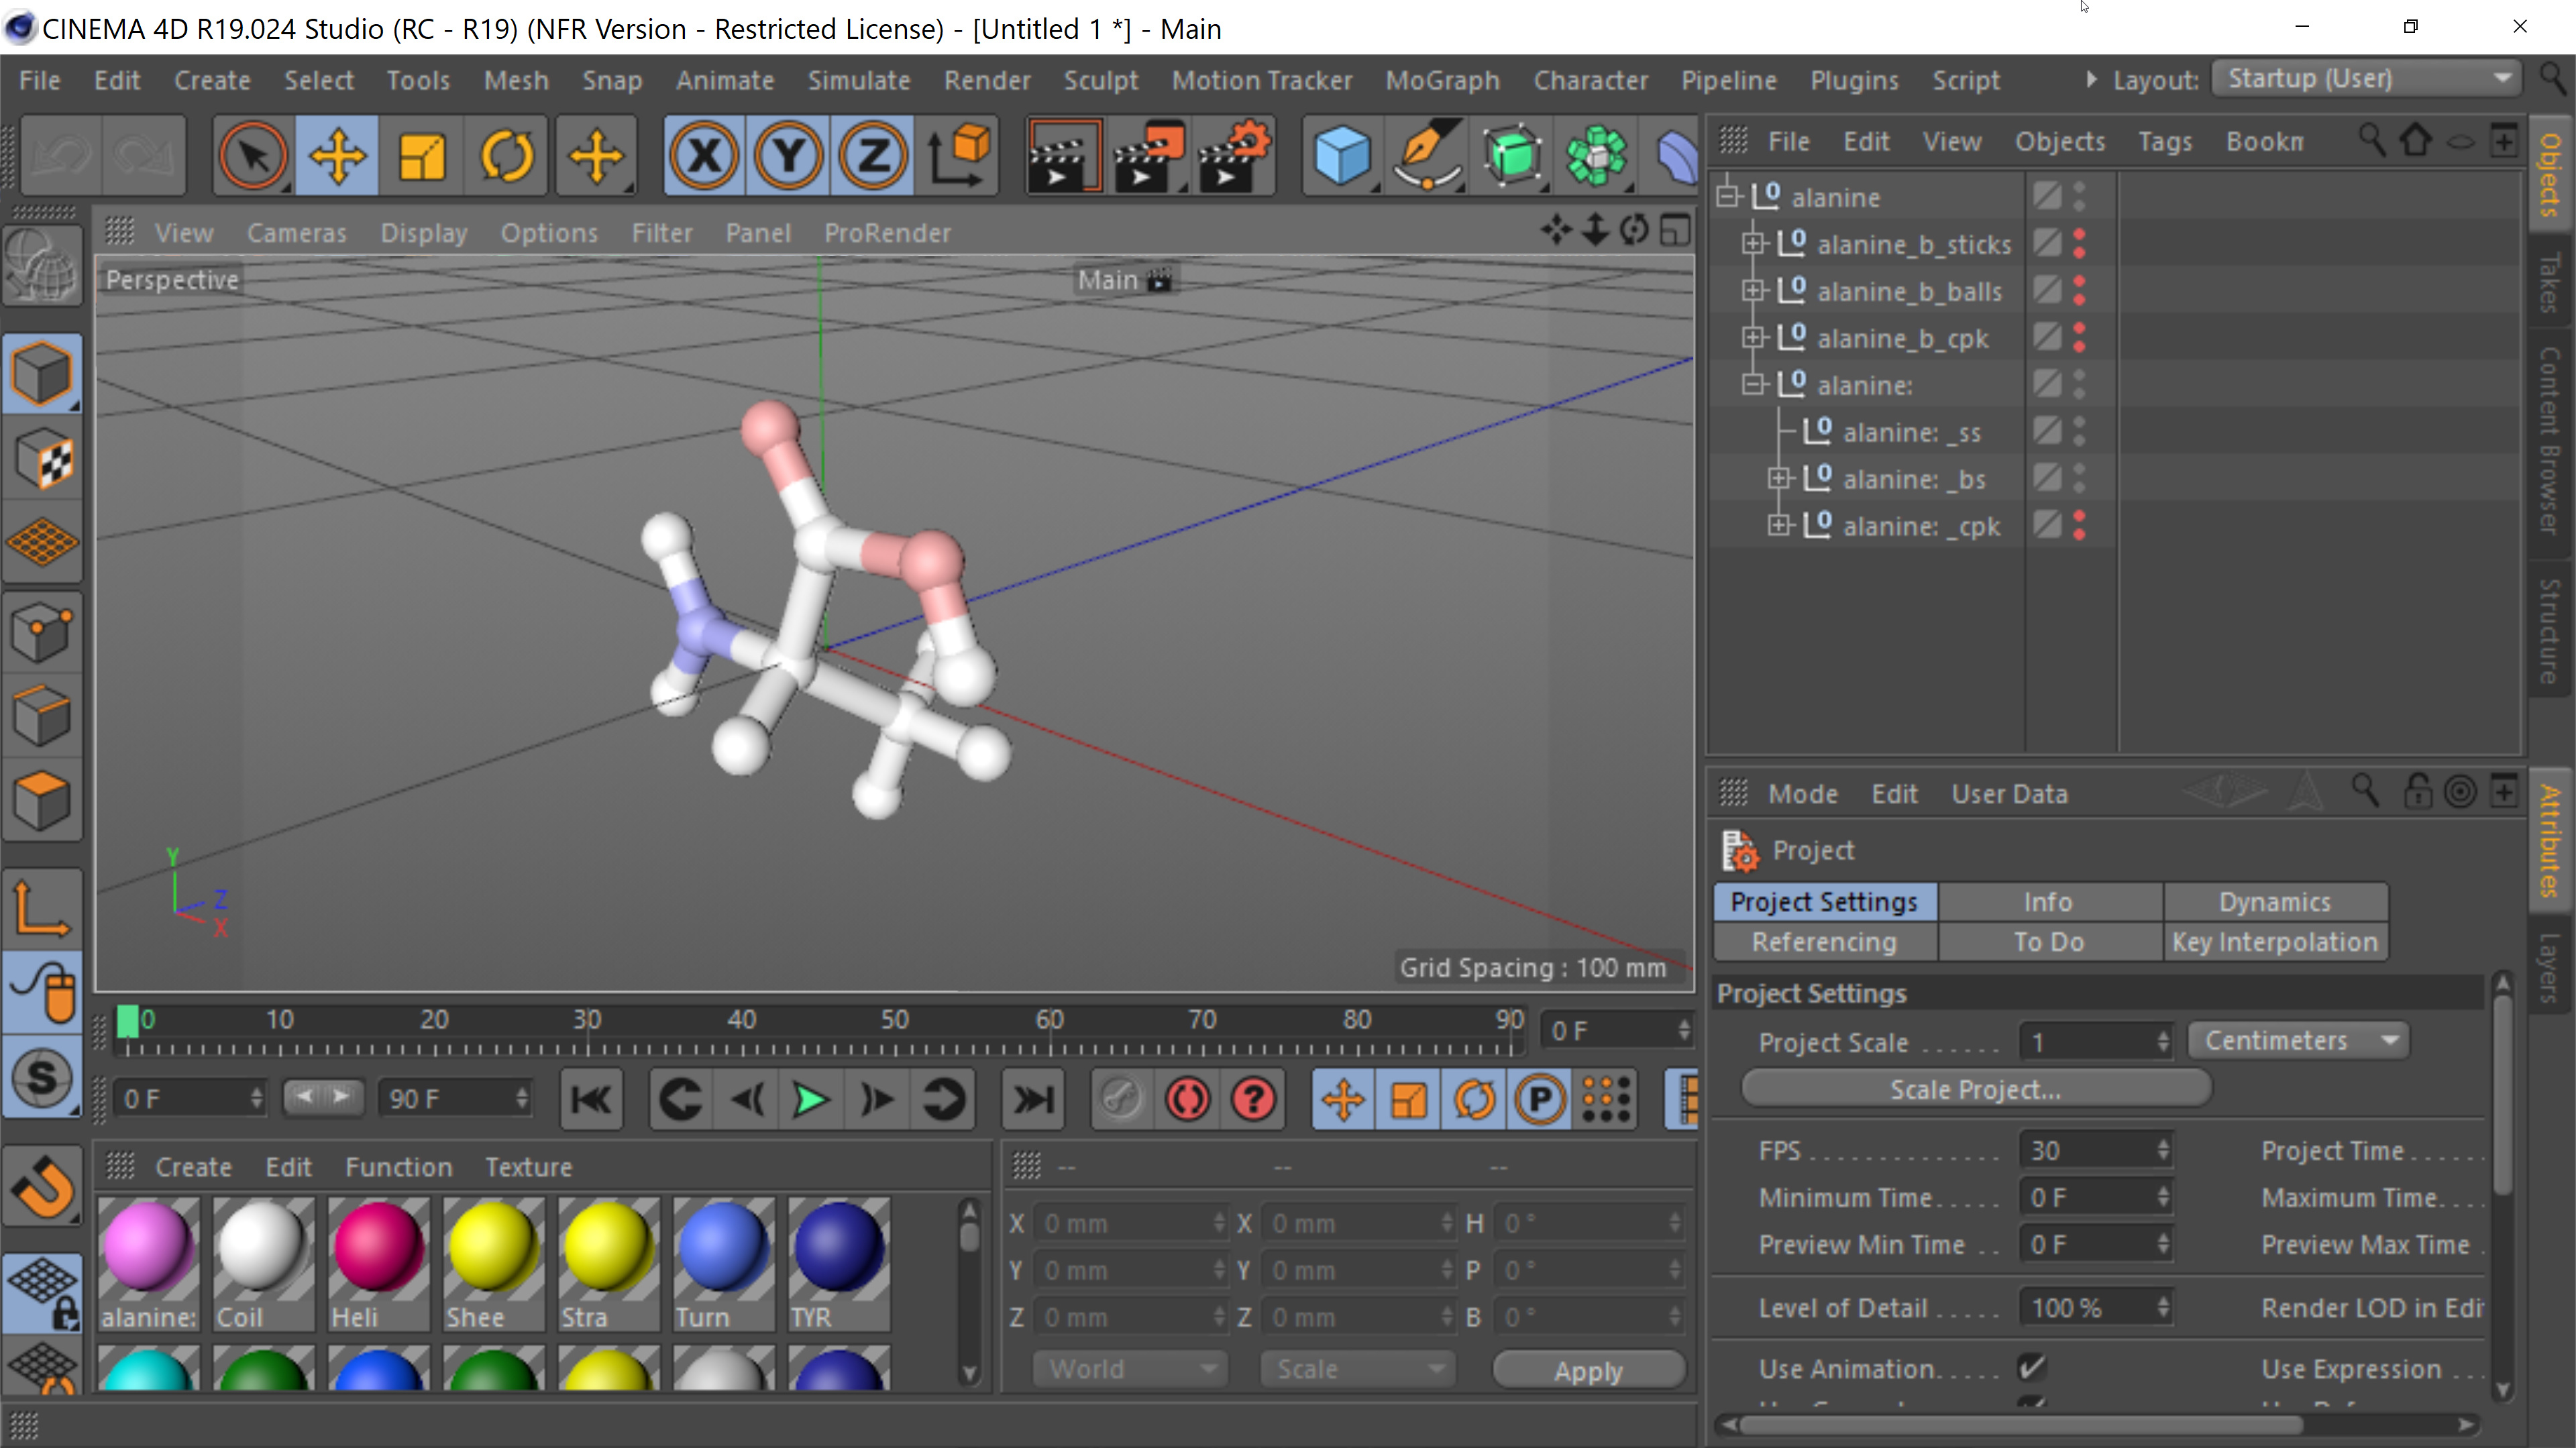 CINEMA 4D R19.024 Studio (RC - R19) (NFR Version - Restricted License) - [Untitled 1 *] - Main
File Edit Create Select Tools Mesh Snap Animate Simulate Render Sculpt Motion Tracker MoGraph Character Pipeline Plugins Script Layout: Startup (User)
X Y Z
File Edit View Objects Tags Bookm
Objects
Takes
Content Browser
Structure
alanine
alanine_b_sticks
alanine_b_balls
alanine_b_cpk
alanine:
alanine: _ss
alanine: _bs
alanine: _cpk
View Cameras Display Options Filter Panel ProRender
Perspective
Main
Y
Z
X
Grid Spacing : 100 mm
0 10 20 30 40 50 60 70 80 90 0 F
0 F 90 F P
S
Create Edit Function Texture
alanine: Coil Heli Shee Stra Turn TYR
-- -- --
X 0 mm X 0 mm H 0 °
Y 0 mm Y 0 mm P 0 °
Z 0 mm Z 0 mm B 0 °
World Scale Apply
Mode Edit User Data
Attributes
Layers
Project
Project Settings Info Dynamics
Referencing To Do Key Interpolation
Project Settings
Project Scale ...... 1 Centimeters
Scale Project...
FPS ............. 30 Project Time .....
Minimum Time ..... 0 F Maximum Time ....
Preview Min Time .. 0 F Preview Max Time .
Level of Detail ..... 100 % Render LOD in Edi
Use Animation ..... Use Expression ...